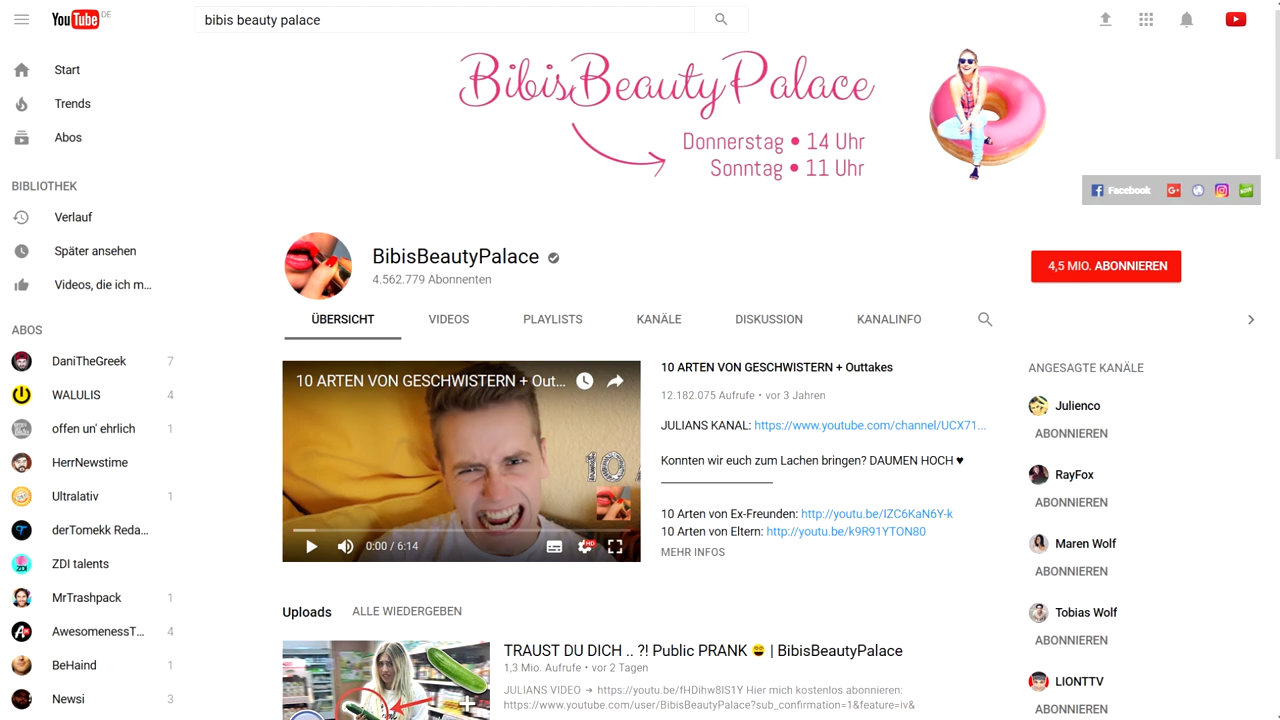 YouTube DE
bibis beauty palace
Start
Trends
Abos
BIBLIOTHEK
Verlauf
Später ansehen
Videos, die ich m...
ABOS
DaniTheGreek 7
WALULIS 4
offen un' ehrlich 1
HerrNewstime
Ultralativ 1
derTomekk Reda...
ZDI talents
MrTrashpack 1
AwesomenessT... 4
BeHaind 1
Newsi 3
BibisBeautyPalace
Donnerstag • 14 Uhr
Sonntag • 11 Uhr
Facebook
BibisBeautyPalace
4.562.779 Abonnenten
4,5 MIO. ABONNIEREN
ÜBERSICHT VIDEOS PLAYLISTS KANÄLE DISKUSSION KANALINFO
10 ARTEN VON GESCHWISTERN + Out...
10 A
0:00 / 6:14
HD
10 ARTEN VON GESCHWISTERN + Outtakes
12.182.075 Aufrufe • vor 3 Jahren
JULIANS KANAL: https://www.youtube.com/channel/UCX71...
Konnten wir euch zum Lachen bringen? DAUMEN HOCH ♥
10 Arten von Ex-Freunden: http://youtu.be/IZC6KaN6Y-k
10 Arten von Eltern: http://youtu.be/k9R91YTON80
MEHR INFOS
Uploads ALLE WIEDERGEBEN
TRAUST DU DICH .. ?! Public PRANK 😄 | BibisBeautyPalace
1,3 Mio. Aufrufe • vor 2 Tagen
JULIANS VIDEO ➔ https://youtu.be/fHDihw8IS1Y Hier mich kostenlos abonnieren:
https://www.youtube.com/user/BibisBeautyPalace?sub_confirmation=1&feature=iv&
ANGESAGTE KANÄLE
Julienco
ABONNIEREN
RayFox
ABONNIEREN
Maren Wolf
ABONNIEREN
Tobias Wolf
ABONNIEREN
LIONTTV
ABONNIEREN